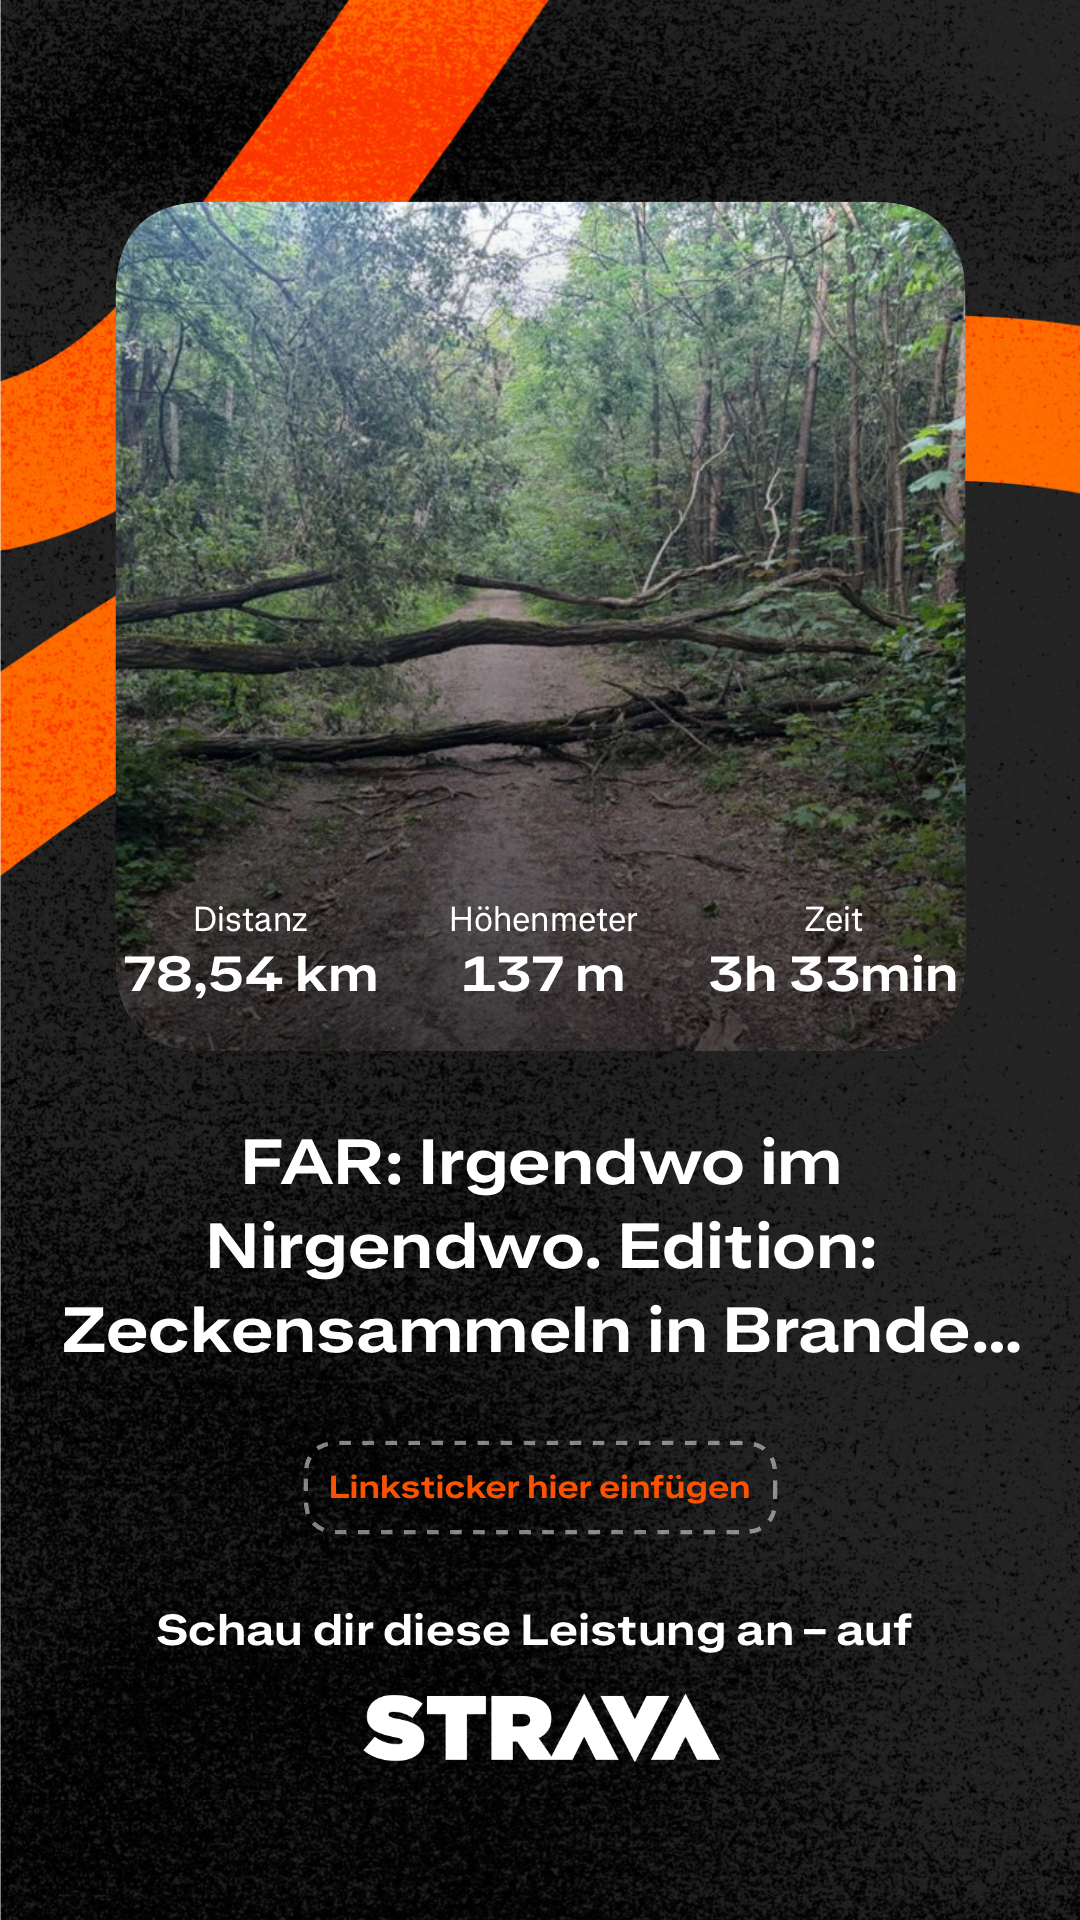 Distanz Höhenmeter Zeit
78,54 km 137 m 3h 33min
FAR: Irgendwo im
Nirgendwo. Edition:
Zeckensammeln in Brande...
Linksticker hier einfügen
Schau dir diese Leistung an – auf
STRAVA